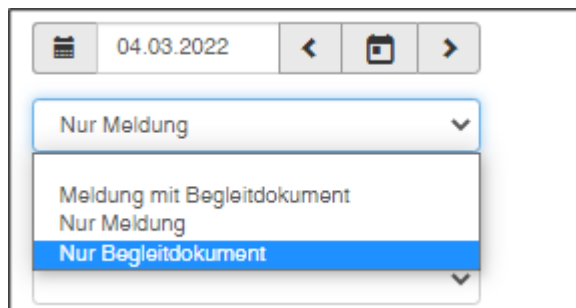 04.03.2022
Nur Meldung
Meldung mit Begleitdokument
Nur Meldung
Nur Begleitdokument